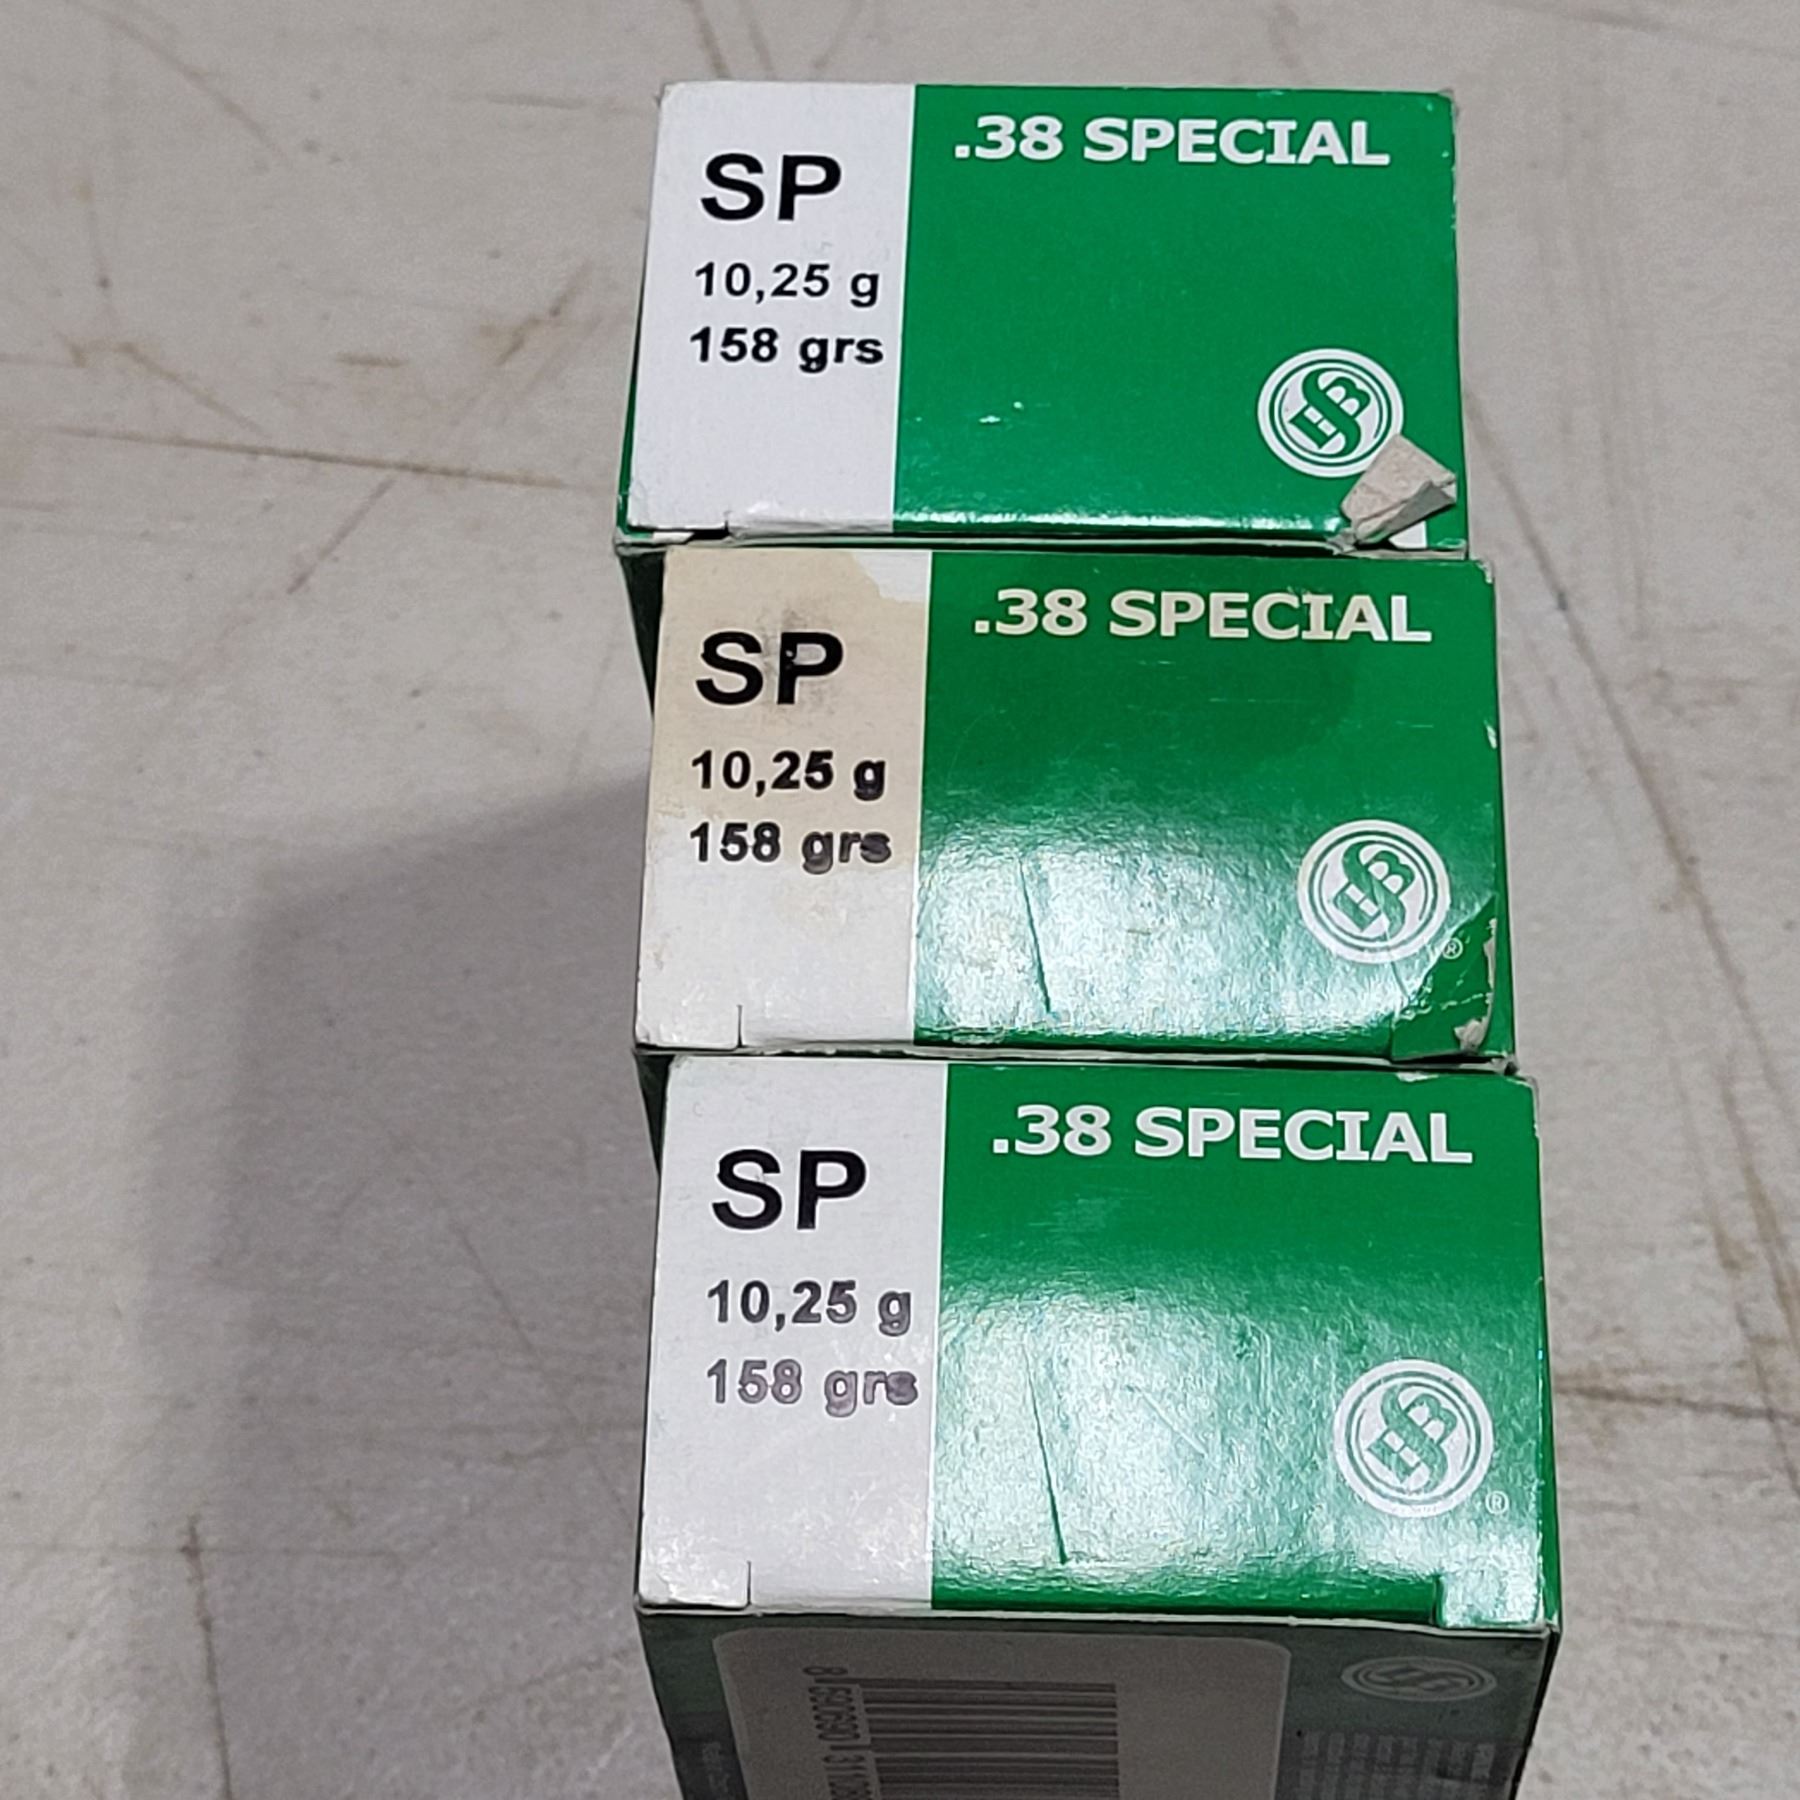 SP
10,25 g
158 grs
.38 SPECIAL
SP
10,25 g
158 grs
.38 SPECIAL
®
SP
10,25 g
158 grs
.38 SPECIAL
®